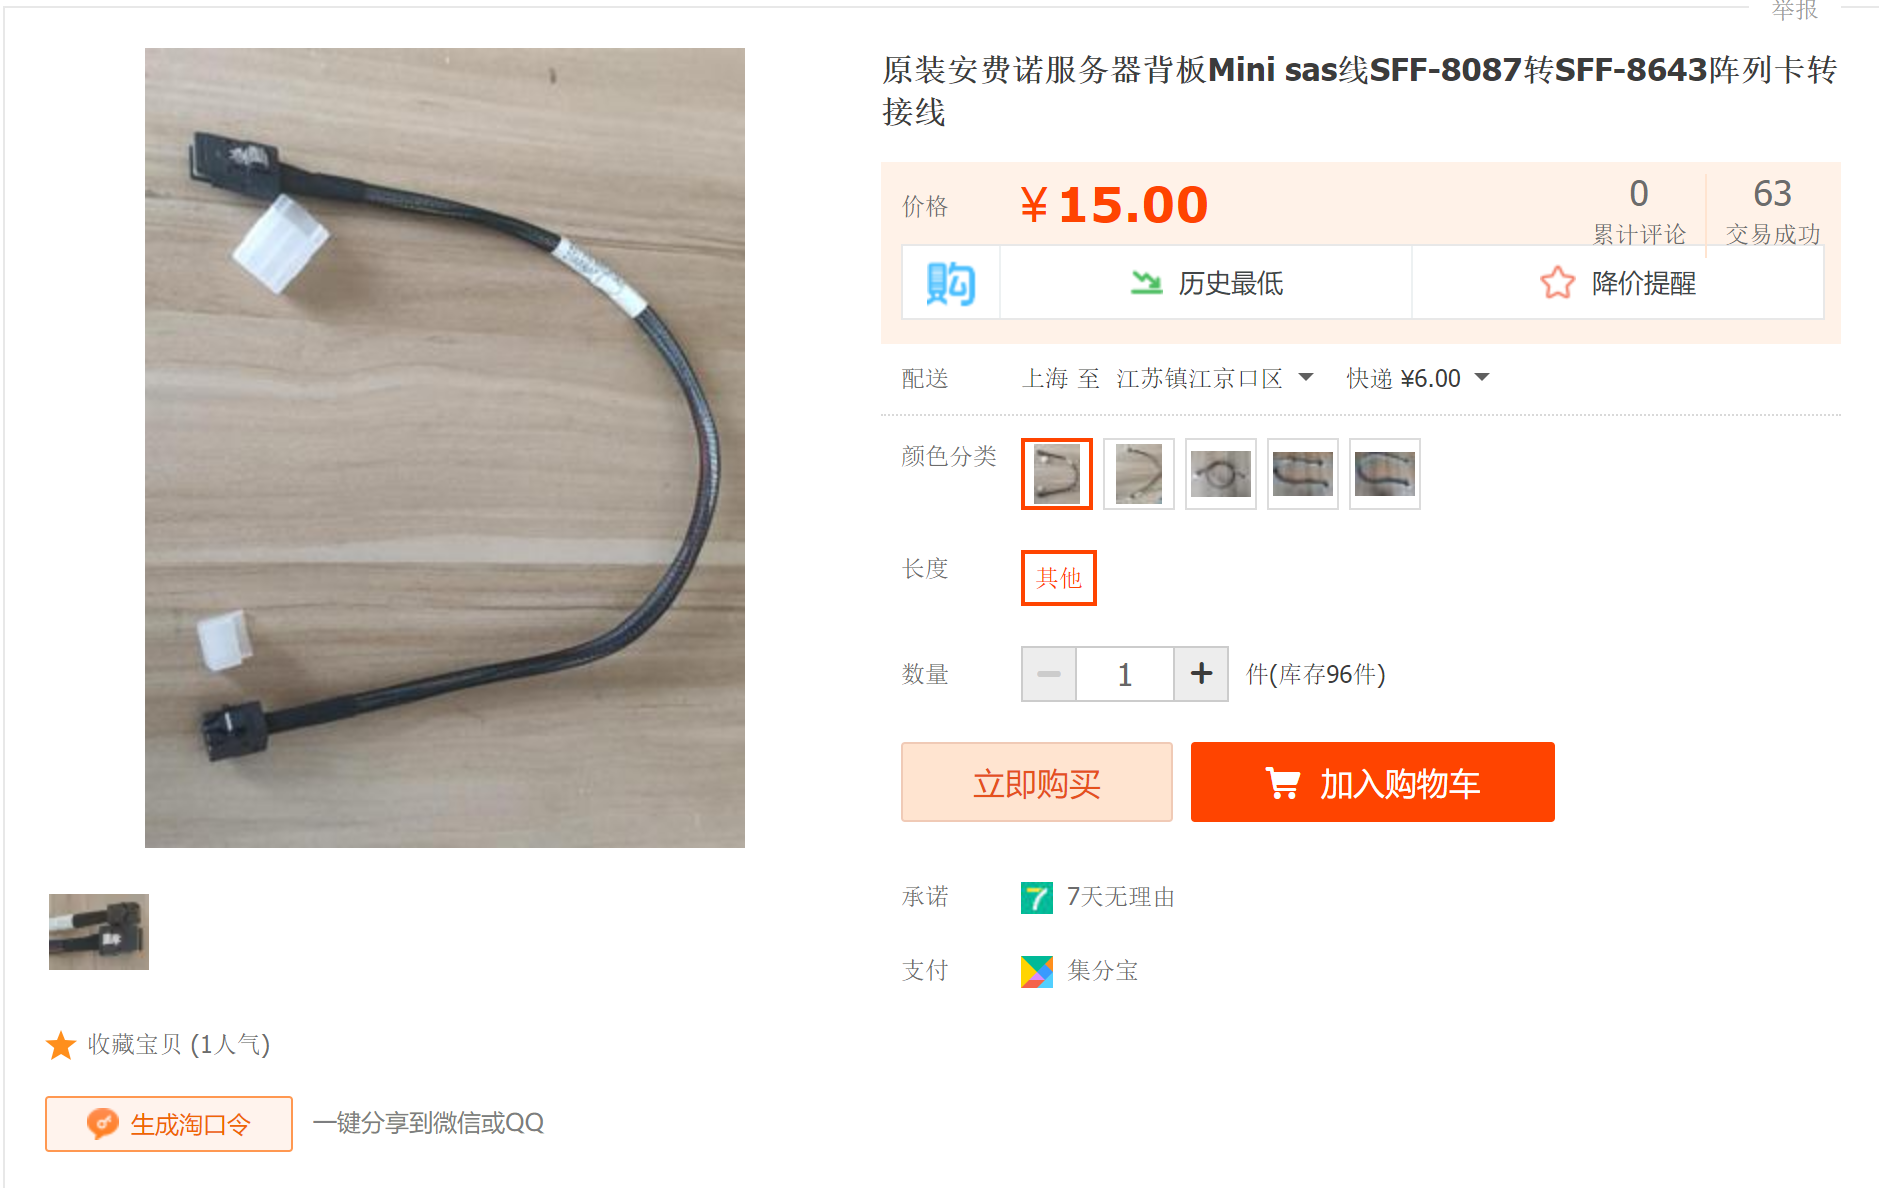 举报
原装安费诺服务器背板Mini sas线SFF-8087转SFF-8643阵列卡转
接线
价格
¥15.00
0
累计评论
63
交易成功
购
历史最低
降价提醒
配送
上海 至 江苏镇江京口区
快递 ¥6.00
颜色分类
长度
其他
数量
1
件(库存96件)
立即购买
加入购物车
承诺
7天无理由
支付
集分宝
收藏宝贝 (1人气)
生成淘口令
一键分享到微信或QQ